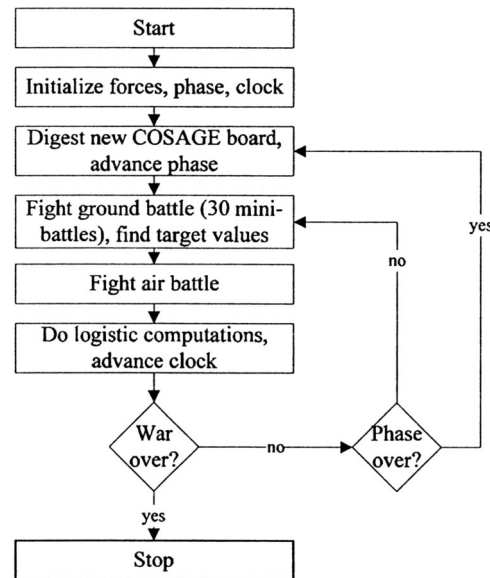 Start
Initialize forces, phase, clock
Digest new COSAGE board,
advance phase
Fight ground battle (30 mini-
battles), find target values
yes
no
Fight air battle
Do logistic computations,
advance clock
War
over?
no
Phase
over?
yes
Stop